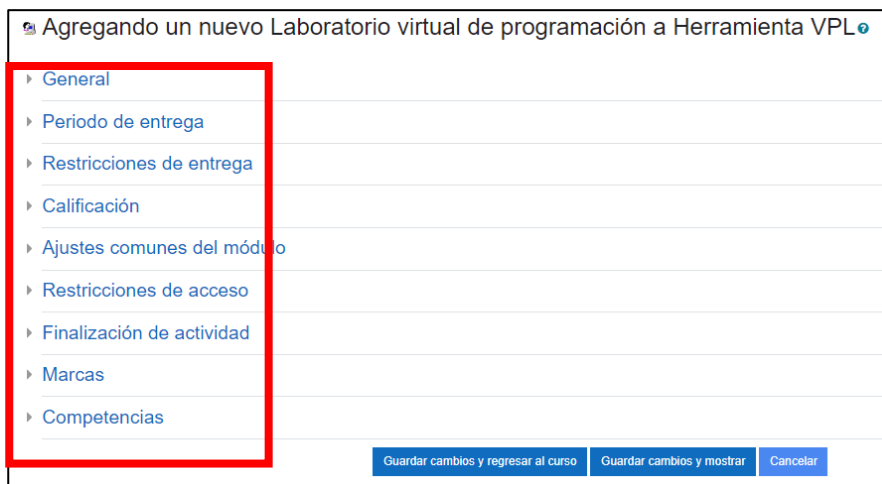 Agregando un nuevo Laboratorio virtual de programación a Herramienta VPL
General
Periodo de entrega
Restricciones de entrega
Calificación
Ajustes comunes del módulo
Restricciones de acceso
Finalización de actividad
Marcas
Competencias
Guardar cambios y regresar al curso Guardar cambios y mostrar Cancelar